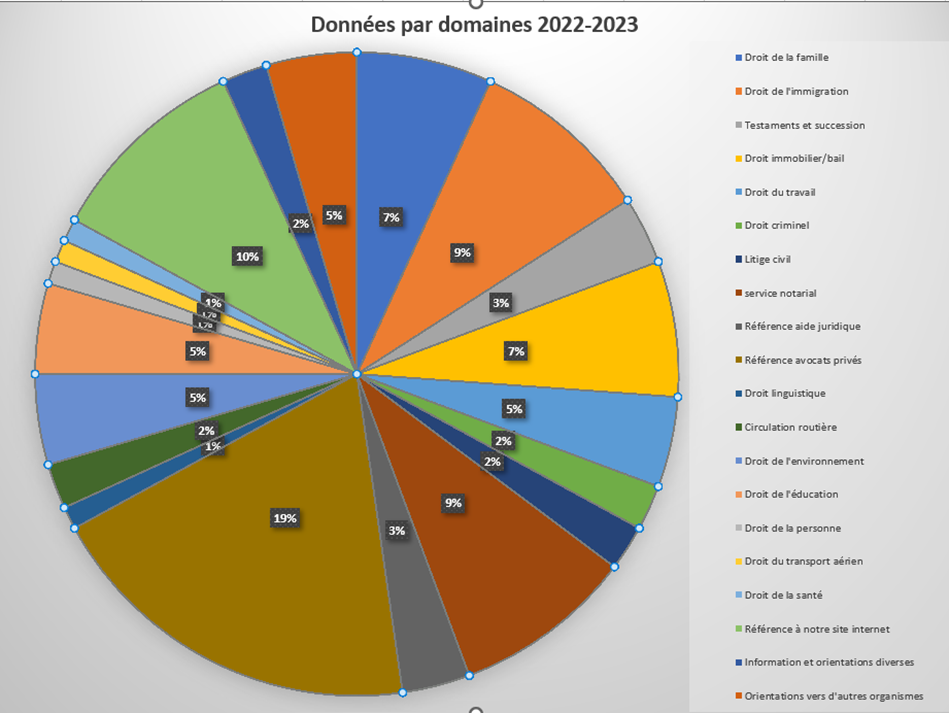 Données par domaines 2022-2023
7%
9%
3%
7%
5%
2%
2%
9%
3%
19%
1%
2%
5%
5%
1%
1%
1%
10%
2%
5%
Droit de la famille
Droit de l'immigration
Testaments et succession
Droit immobilier/bail
Droit du travail
Droit criminel
Litige civil
service notarial
Référence aide juridique
Référence avocats privés
Droit linguistique
Circulation routière
Droit de l'environnement
Droit de l'éducation
Droit de la personne
Droit du transport aérien
Droit de la santé
Référence à notre site internet
Information et orientations diverses
Orientations vers d'autres organismes